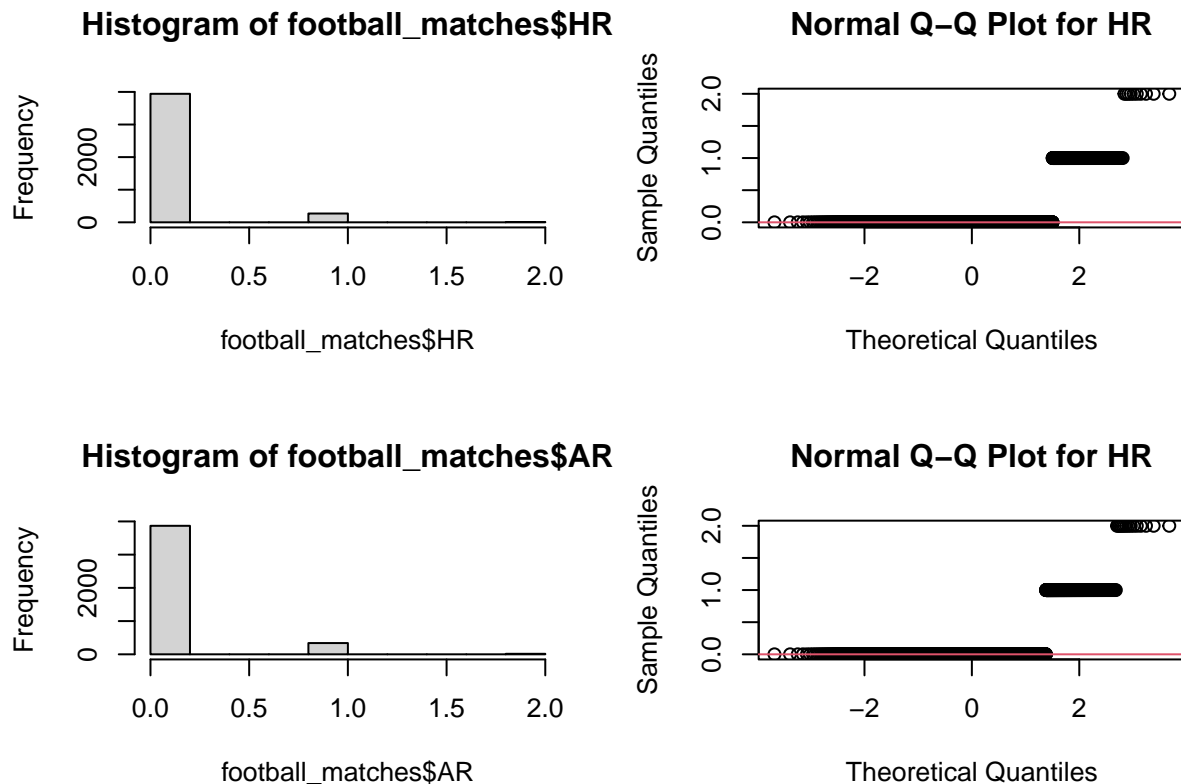 Histogram of football_matches$HR
Frequency
0
2000
0.0 0.5 1.0 1.5 2.0
football_matches$HR
Normal Q−Q Plot for HR
Sample Quantiles
0.0
1.0
2.0
−2 0 2
Theoretical Quantiles
Histogram of football_matches$AR
Frequency
0
2000
0.0 0.5 1.0 1.5 2.0
football_matches$AR
Normal Q−Q Plot for HR
Sample Quantiles
0.0
1.0
2.0
−2 0 2
Theoretical Quantiles